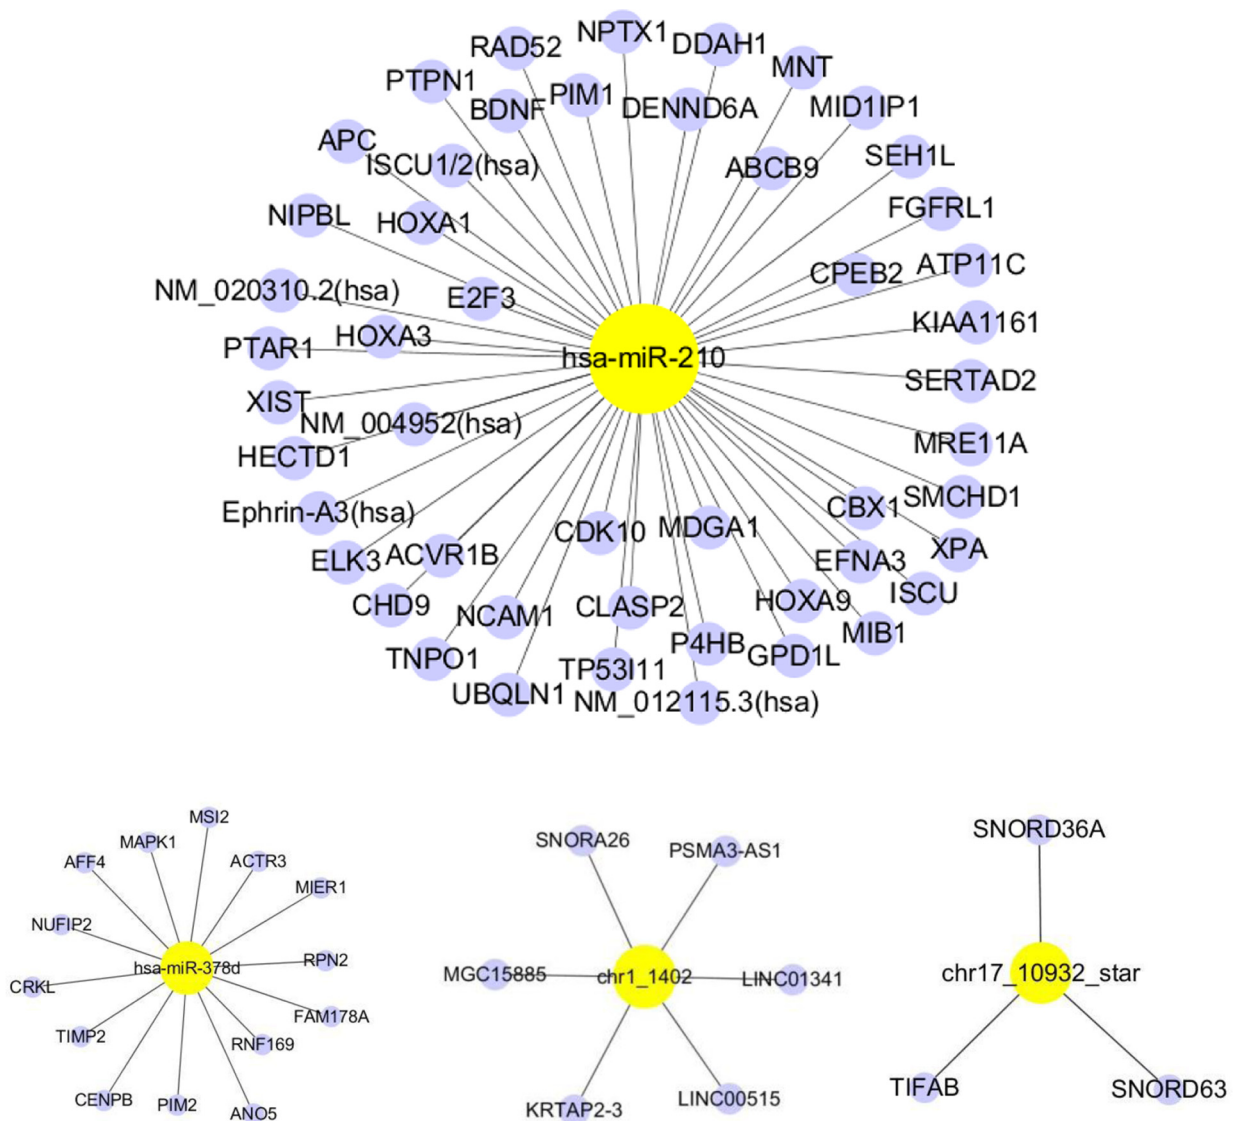 NPTX1
DDAH1
RAD52
MNT
PTPN1
PIM1
BDNF
DENND6A
MID1IP1
APC
ISCU1/2(hsa)
ABCB9
SEH1L
NIPBL
HOXA1
FGFRL1
NM_020310.2(hsa)
E2F3
CPEB2
ATP11C
PTAR1
HOXA3
KIAA1161
hsa-miR-210
XIST
SERTAD2
NM_004952(hsa)
HECTD1
MRE11A
Ephrin-A3(hsa)
CBX1
SMCHD1
CDK10
MDGA1
ELK3
ACVR1B
EFNA3
XPA
CHD9
NCAM1
CLASP2
HOXA9
ISCU
TNPO1
TP53I11
P4HB
GPD1L
MIB1
UBQLN1
NM_012115.3(hsa)
MSI2
MAPK1
AFF4
ACTR3
MIER1
NUFIP2
hsa-miR-378d
RPN2
CRKL
FAM178A
TIMP2
RNF169
CENPB
PIM2
ANO5
SNORA26
PSMA3-AS1
MGC15885
chr1_1402
LINC01341
KRTAP2-3
LINC00515
SNORD36A
chr17_10932_star
TIFAB
SNORD63